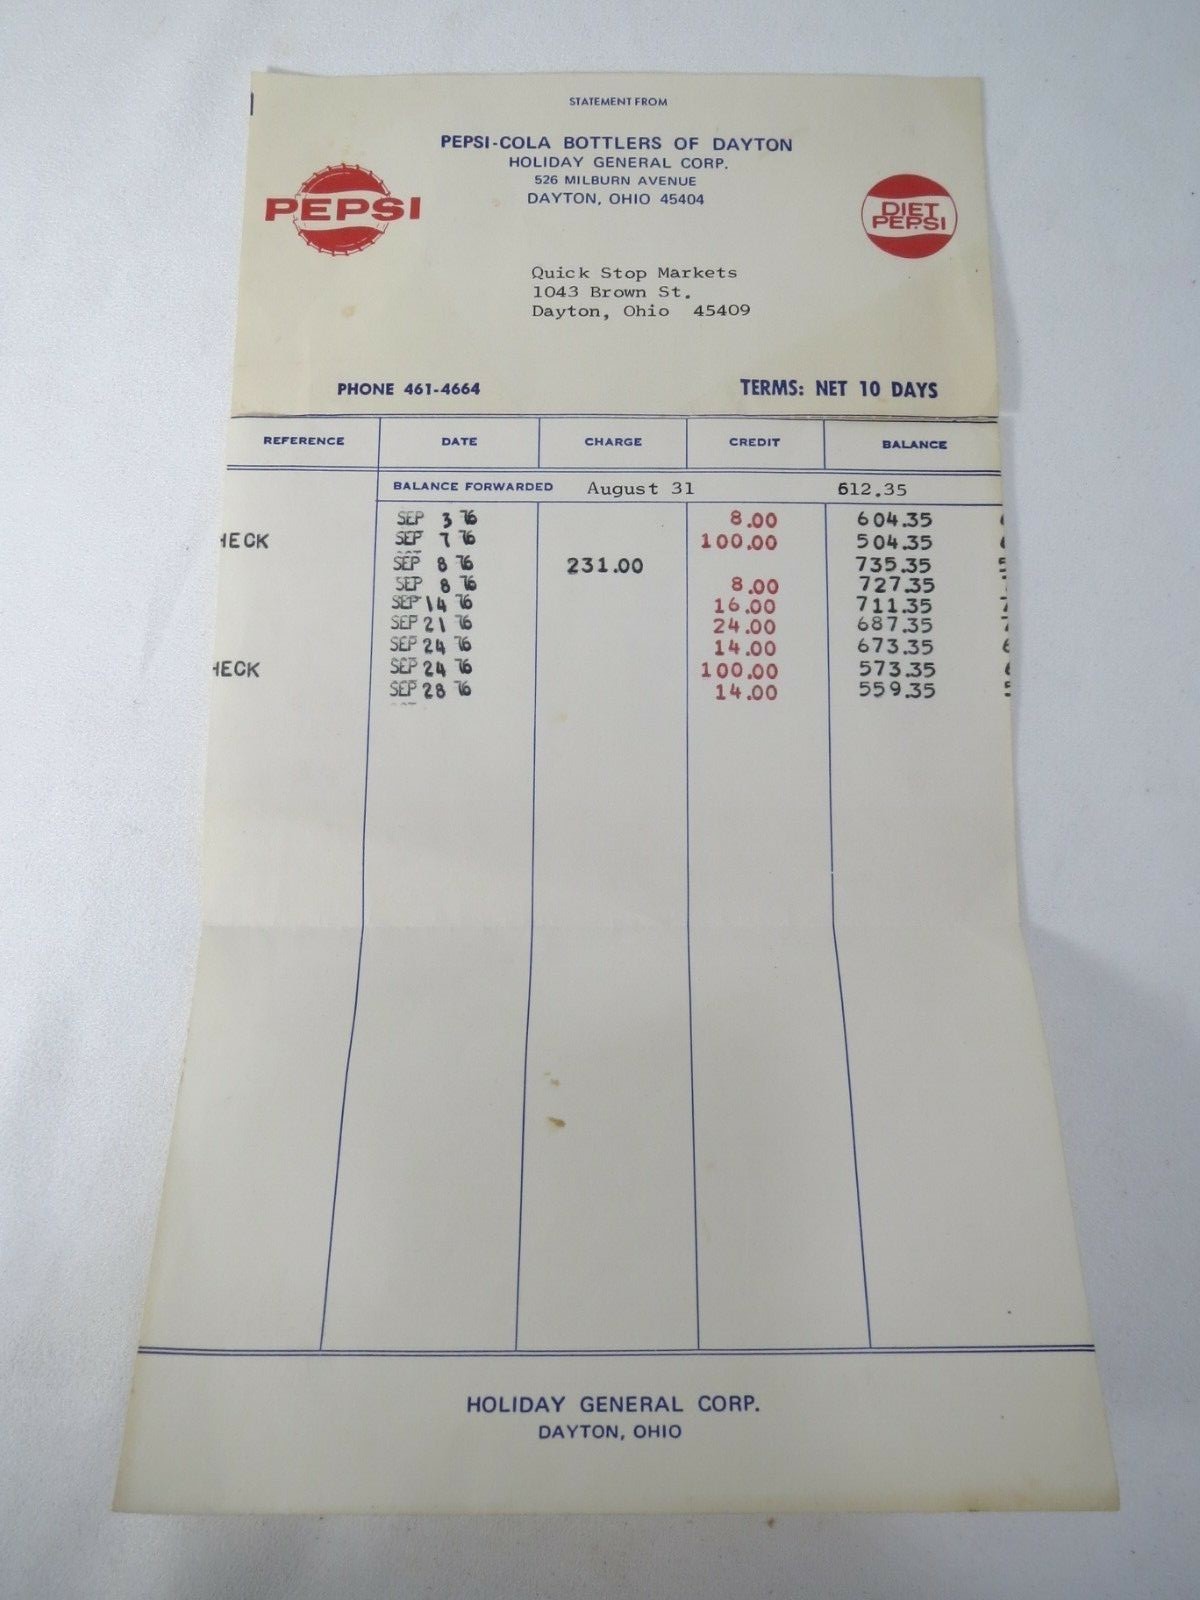 STATEMENT FROM
PEPSI-COLA BOTTLERS OF DAYTON
HOLIDAY GENERAL CORP.
526 MILBURN AVENUE
DAYTON, OHIO 45404
PEPSI
DIET
PEPSI
Quick Stop Markets
1043 Brown St.
Dayton, Ohio 45409
PHONE 461-4664 TERMS: NET 10 DAYS
REFERENCE DATE CHARGE CREDIT BALANCE
BALANCE FORWARDED August 31 612.35
SEP 3 76 8.00 604.35
HECK SEP 7 76 100.00 504.35
SEP 8 76 231.00 735.35
SEP 8 76 8.00 727.35
SEP 14 76 16.00 711.35
SEP 21 76 24.00 687.35
SEP 24 76 14.00 673.35
HECK SEP 24 76 100.00 573.35
SEP 28 76 14.00 559.35
HOLIDAY GENERAL CORP.
DAYTON, OHIO